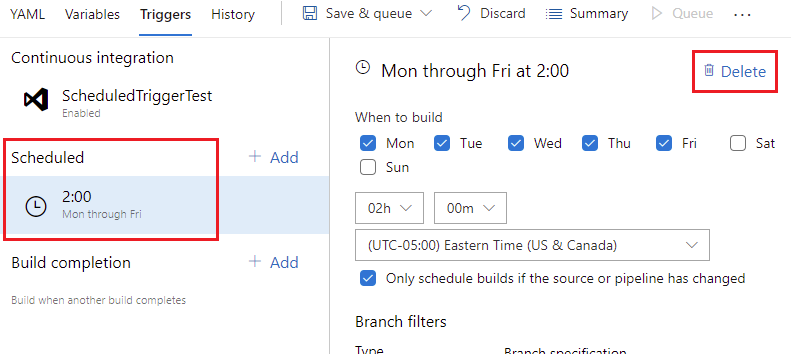 YAML Variables Triggers History Save & queue Discard Summary Queue ...
Continuous integration
ScheduledTriggerTest
Enabled
Scheduled + Add
2:00
Mon through Fri
Build completion + Add
Build when another build completes
Mon through Fri at 2:00 Delete
When to build
Mon Tue Wed Thu Fri Sat
Sun
02h 00m
(UTC-05:00) Eastern Time (US & Canada)
Only schedule builds if the source or pipeline has changed
Branch filters
Type Branch specification